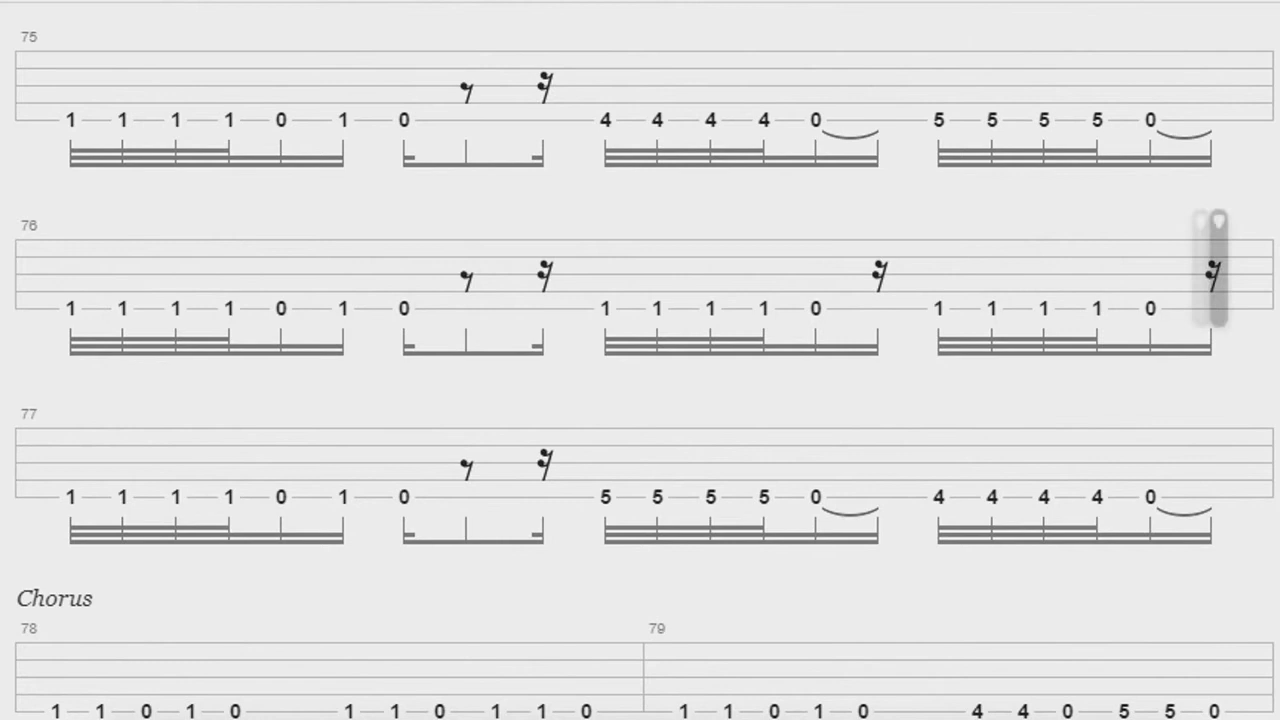 75
1 1 1 1 0 1 0 4 4 4 4 0 5 5 5 5 0
76
1 1 1 1 0 1 0 1 1 1 1 0 1 1 1 1 0
77
1 1 1 1 0 1 0 5 5 5 5 0 4 4 4 4 0
Chorus
78 79
1 1 0 1 0 1 1 0 1 1 0 1 1 0 1 0 4 4 0 5 5 0